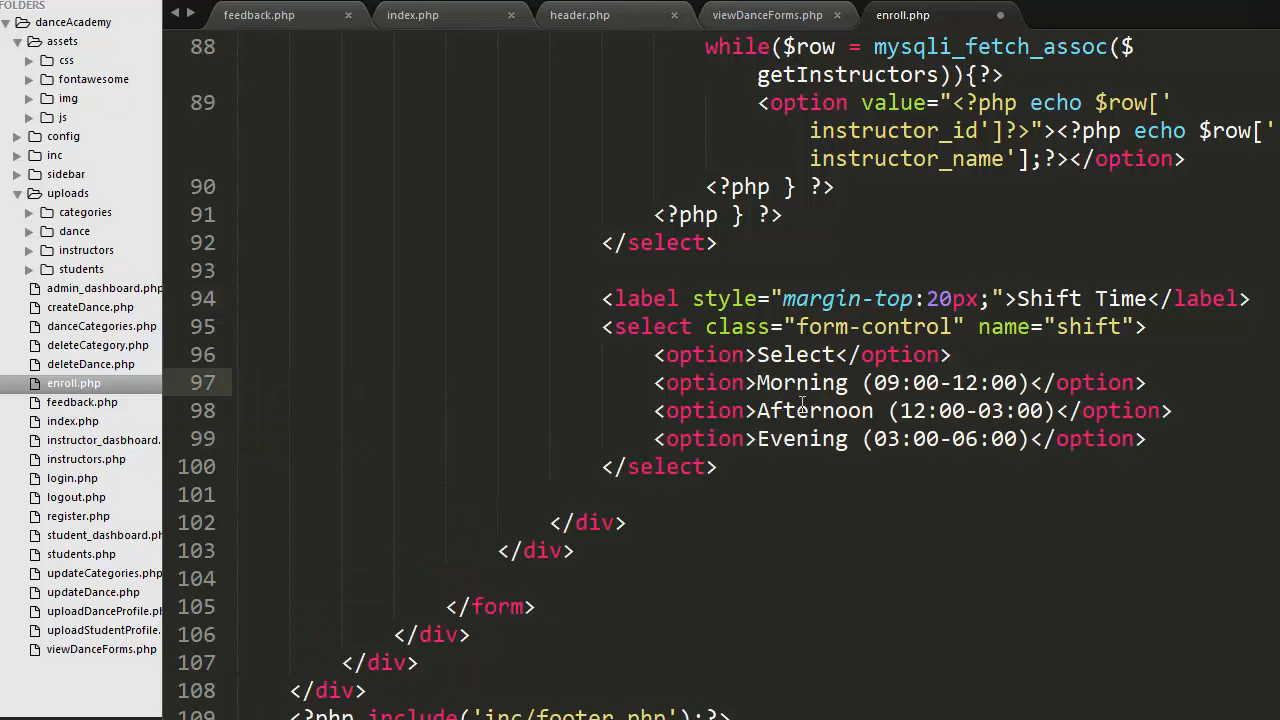 FOLDERS
danceAcademy
assets
css
fontawesome
img
js
config
inc
sidebar
uploads
categories
dance
instructors
students
admin_dashboard.php
createDance.php
danceCategories.php
deleteCategory.php
deleteDance.php
enroll.php
feedback.php
index.php
instructor_dasbhoard.
instructors.php
login.php
logout.php
register.php
student_dashboard.ph
students.php
updateCategories.php
updateDance.php
uploadDanceProfile.ph
uploadStudentProfile.
viewDanceForms.php
feedback.php
index.php
header.php
viewDanceForms.php
enroll.php
88 while($row = mysqli_fetch_assoc($
getInstructors)){?>
89 <option value="<?php echo $row['
instructor_id']?>"><?php echo $row['
instructor_name'];?></option>
90 <?php } ?>
91 <?php } ?>
92 </select>
93
94 <label style="margin-top:20px;">Shift Time</label>
95 <select class="form-control" name="shift">
96 <option>Select</option>
97 <option>Morning (09:00-12:00)</option>
98 <option>Afternoon (12:00-03:00)</option>
99 <option>Evening (03:00-06:00)</option>
100 </select>
101
102 </div>
103 </div>
104
105 </form>
106 </div>
107 </div>
108 </div>
109 <?php include('inc/footer.php');?>